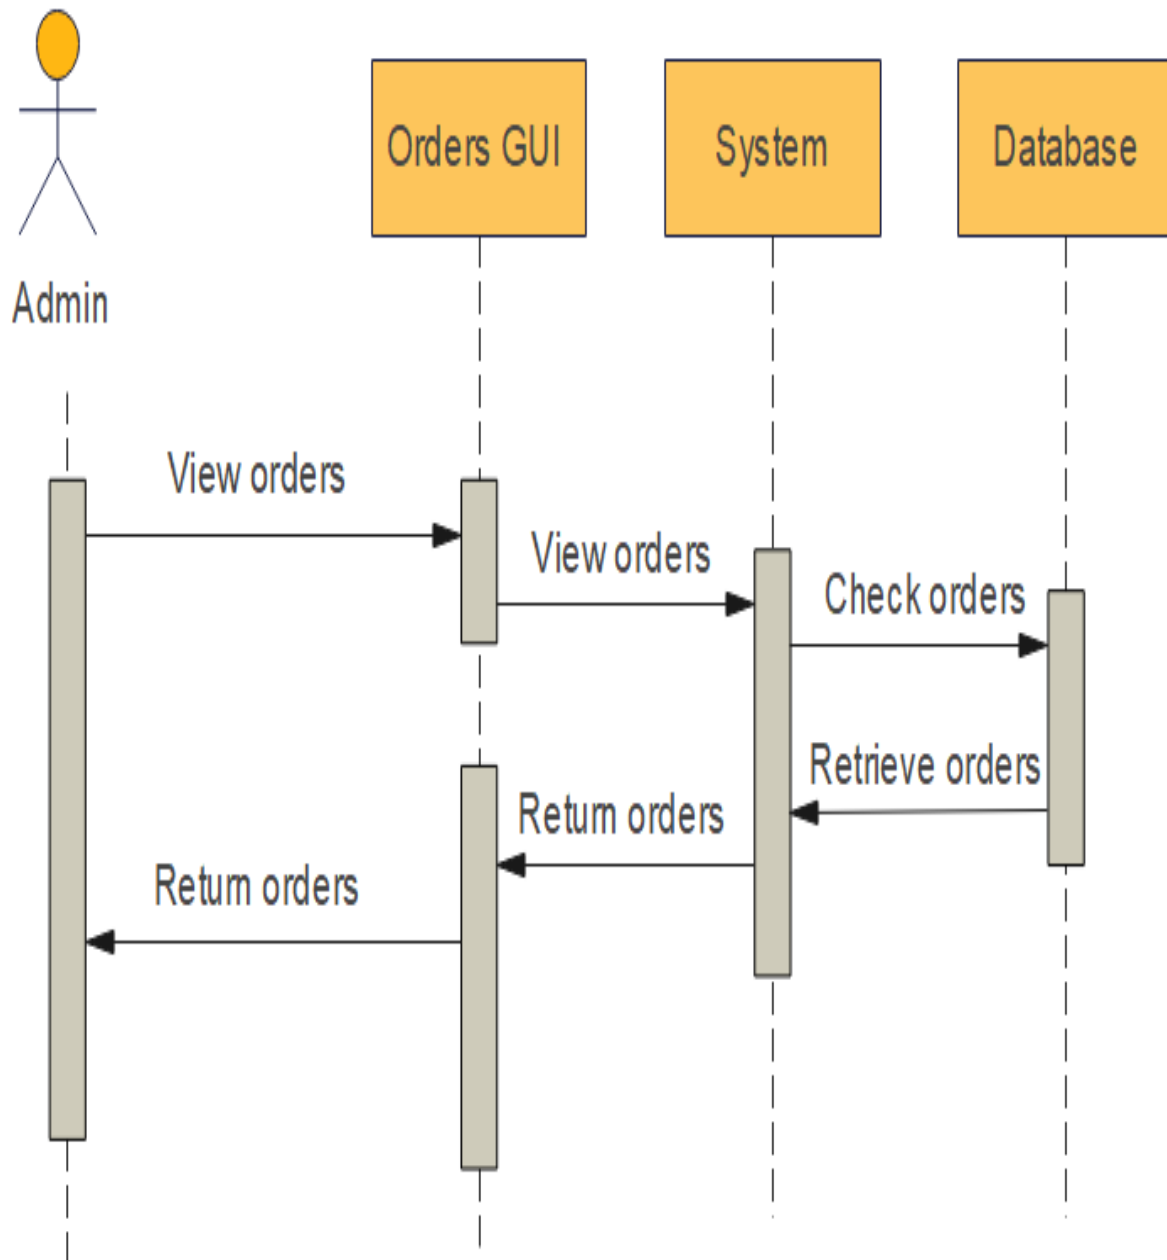 Orders GUI
System
Database
Admin
View orders
View orders
Check orders
Retrieve orders
Return orders
Return orders